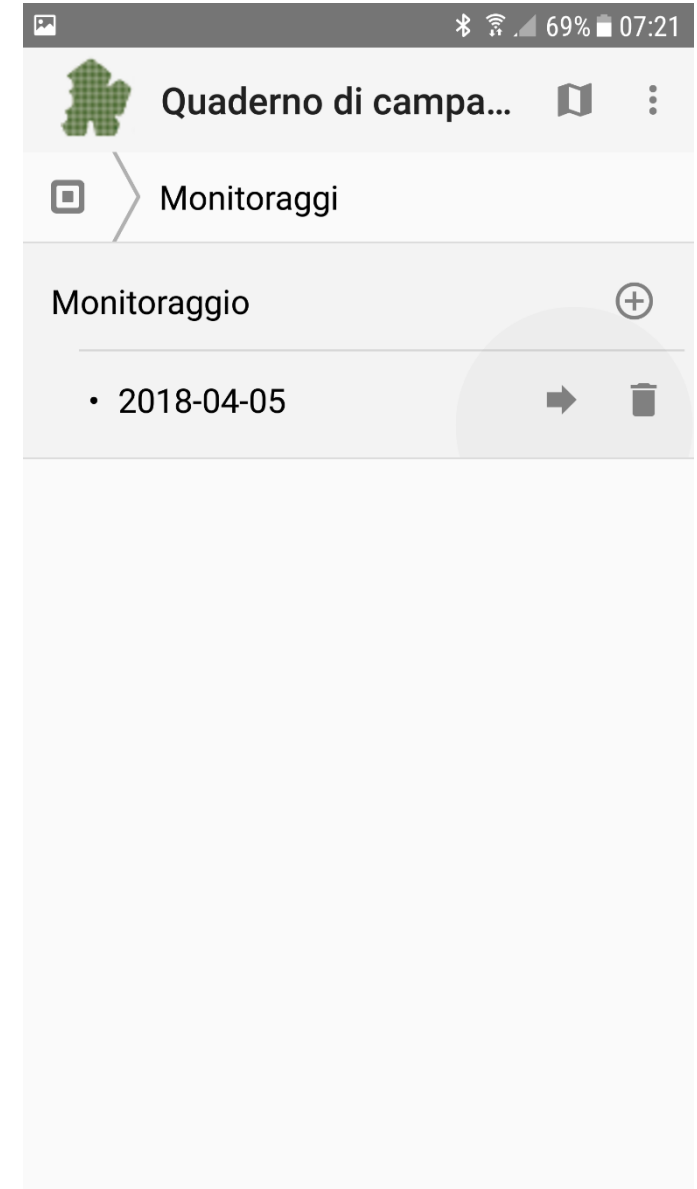 69% 07:21
Quaderno di campa...
Monitoraggi
Monitoraggio
• 2018-04-05